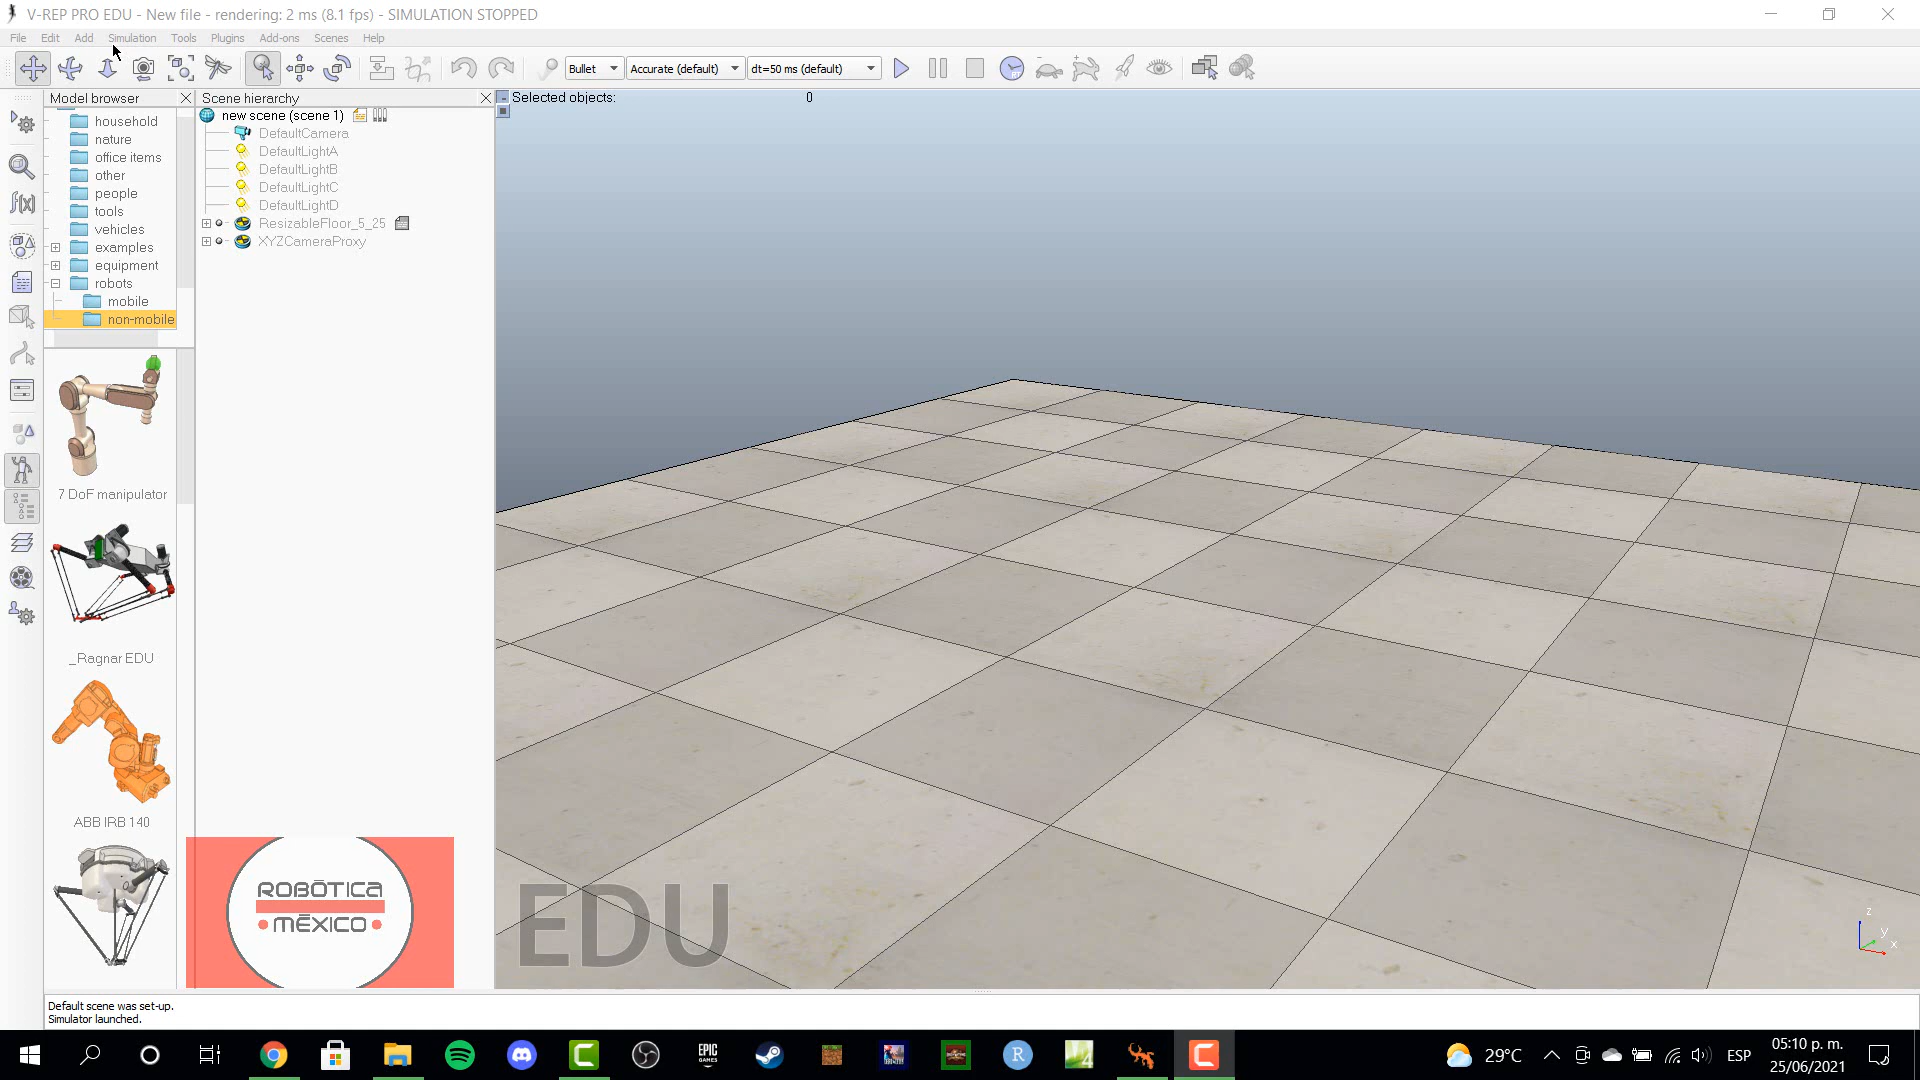 V-REP PRO EDU - New file - rendering: 2 ms (8.1 fps) - SIMULATION STOPPED
File Edit Add Simulation Tools Plugins Add-ons Scenes Help
Bullet Accurate (default) dt=50 ms (default)
Model browser
household
nature
office items
other
people
tools
vehicles
examples
equipment
robots
mobile
non-mobile
7 DoF manipulator
_Ragnar EDU
ABB IRB 140
Scene hierarchy
new scene (scene 1)
DefaultCamera
DefaultLightA
DefaultLightB
DefaultLightC
DefaultLightD
ResizableFloor_5_25
XYZCameraProxy
Selected objects: 0
f(x)
RT
ROBÓTICA
MÉXICO
EDU
z
y
x
Default scene was set-up.
Simulator launched.
EPIC
GAMES
R
4
29°C
ESP
05:10 p. m.
25/06/2021